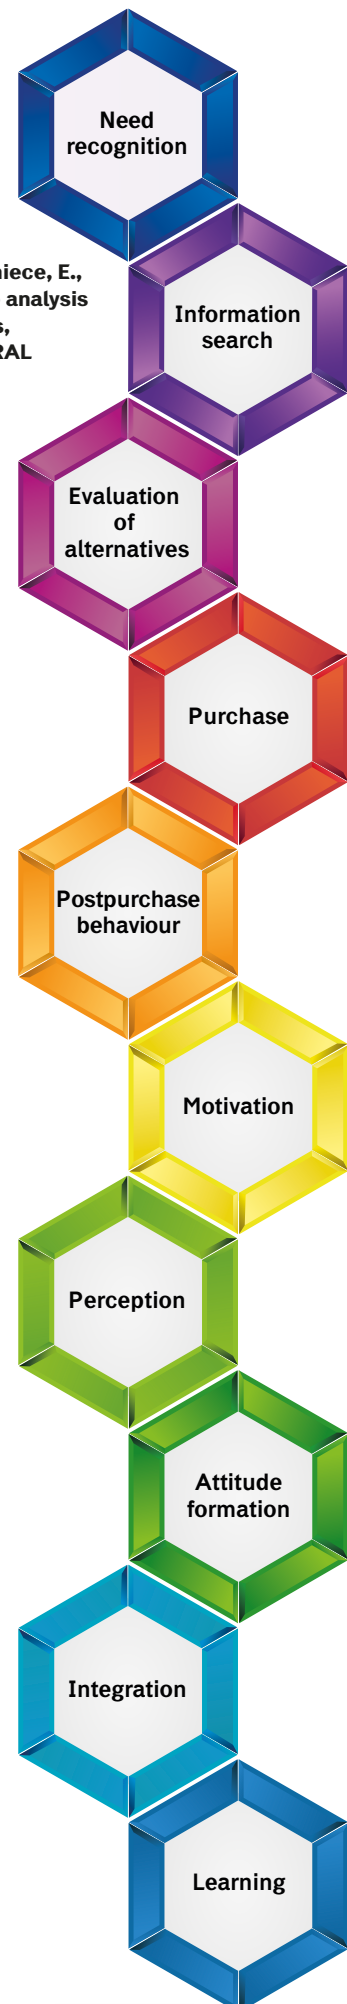 Need
recognition
niece, E.,
analysis
s,
RAL
Information
search
Evaluation
of
alternatives
Purchase
Postpurchase
behaviour
Motivation
Perception
Attitude
formation
Integration
Learning